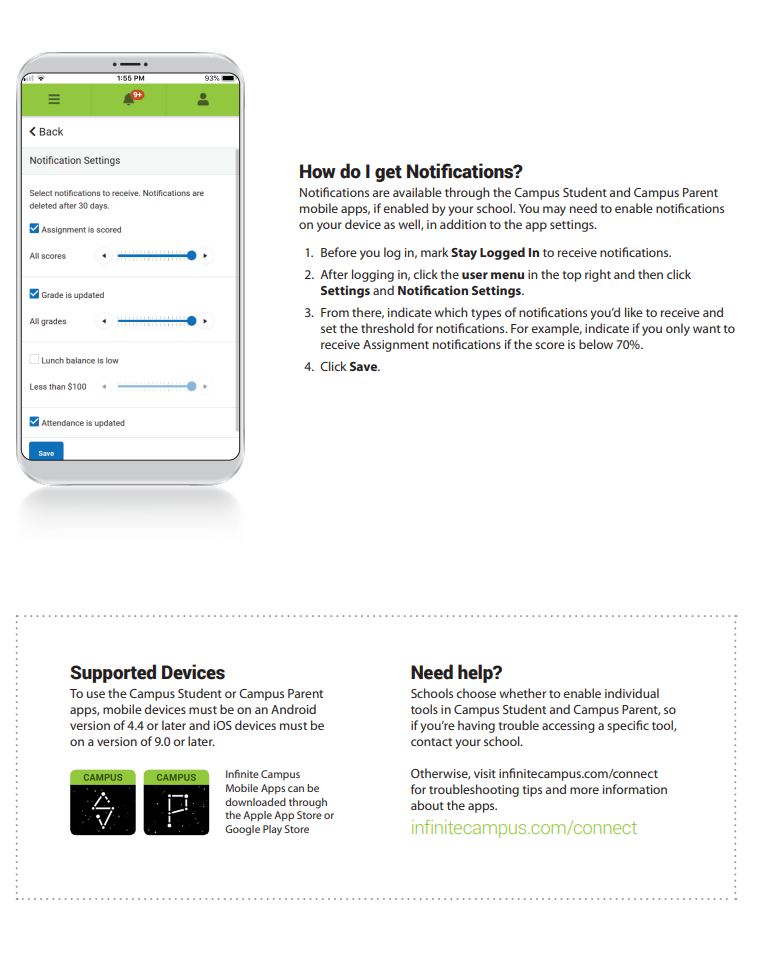 1:55 PM
93%
9+
Back
Notification Settings
Select notifications to receive. Notifications are
deleted after 30 days.
Assignment is scored
All scores
Grade is updated
All grades
Lunch balance is low
Less than $100
Attendance is updated
Save
How do I get Notifications?
Notifications are available through the Campus Student and Campus Parent
mobile apps, if enabled by your school. You may need to enable notifications
on your device as well, in addition to the app settings.
1. Before you log in, mark Stay Logged In to receive notifications.
2. After logging in, click the user menu in the top right and then click
Settings and Notification Settings.
3. From there, indicate which types of notifications you’d like to receive and
set the threshold for notifications. For example, indicate if you only want to
receive Assignment notifications if the score is below 70%.
4. Click Save.
Supported Devices
To use the Campus Student or Campus Parent
apps, mobile devices must be on an Android
version of 4.4 or later and iOS devices must be
on a version of 9.0 or later.
CAMPUS
S
CAMPUS
P
Infinite Campus
Mobile Apps can be
downloaded through
the Apple App Store or
Google Play Store
Need help?
Schools choose whether to enable individual
tools in Campus Student and Campus Parent, so
if you’re having trouble accessing a specific tool,
contact your school.
Otherwise, visit infinitecampus.com/connect
for troubleshooting tips and more information
about the apps.
infinitecampus.com/connect